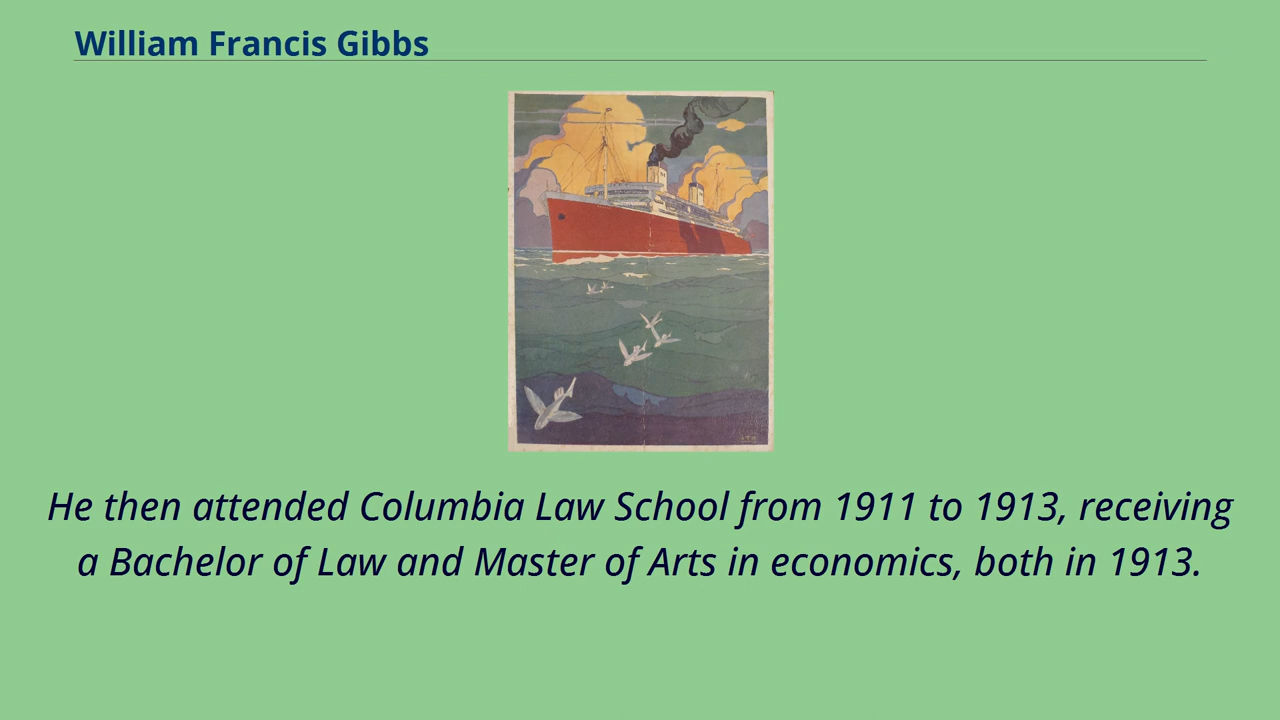 William Francis Gibbs
He then attended Columbia Law School from 1911 to 1913, receiving
a Bachelor of Law and Master of Arts in economics, both in 1913.